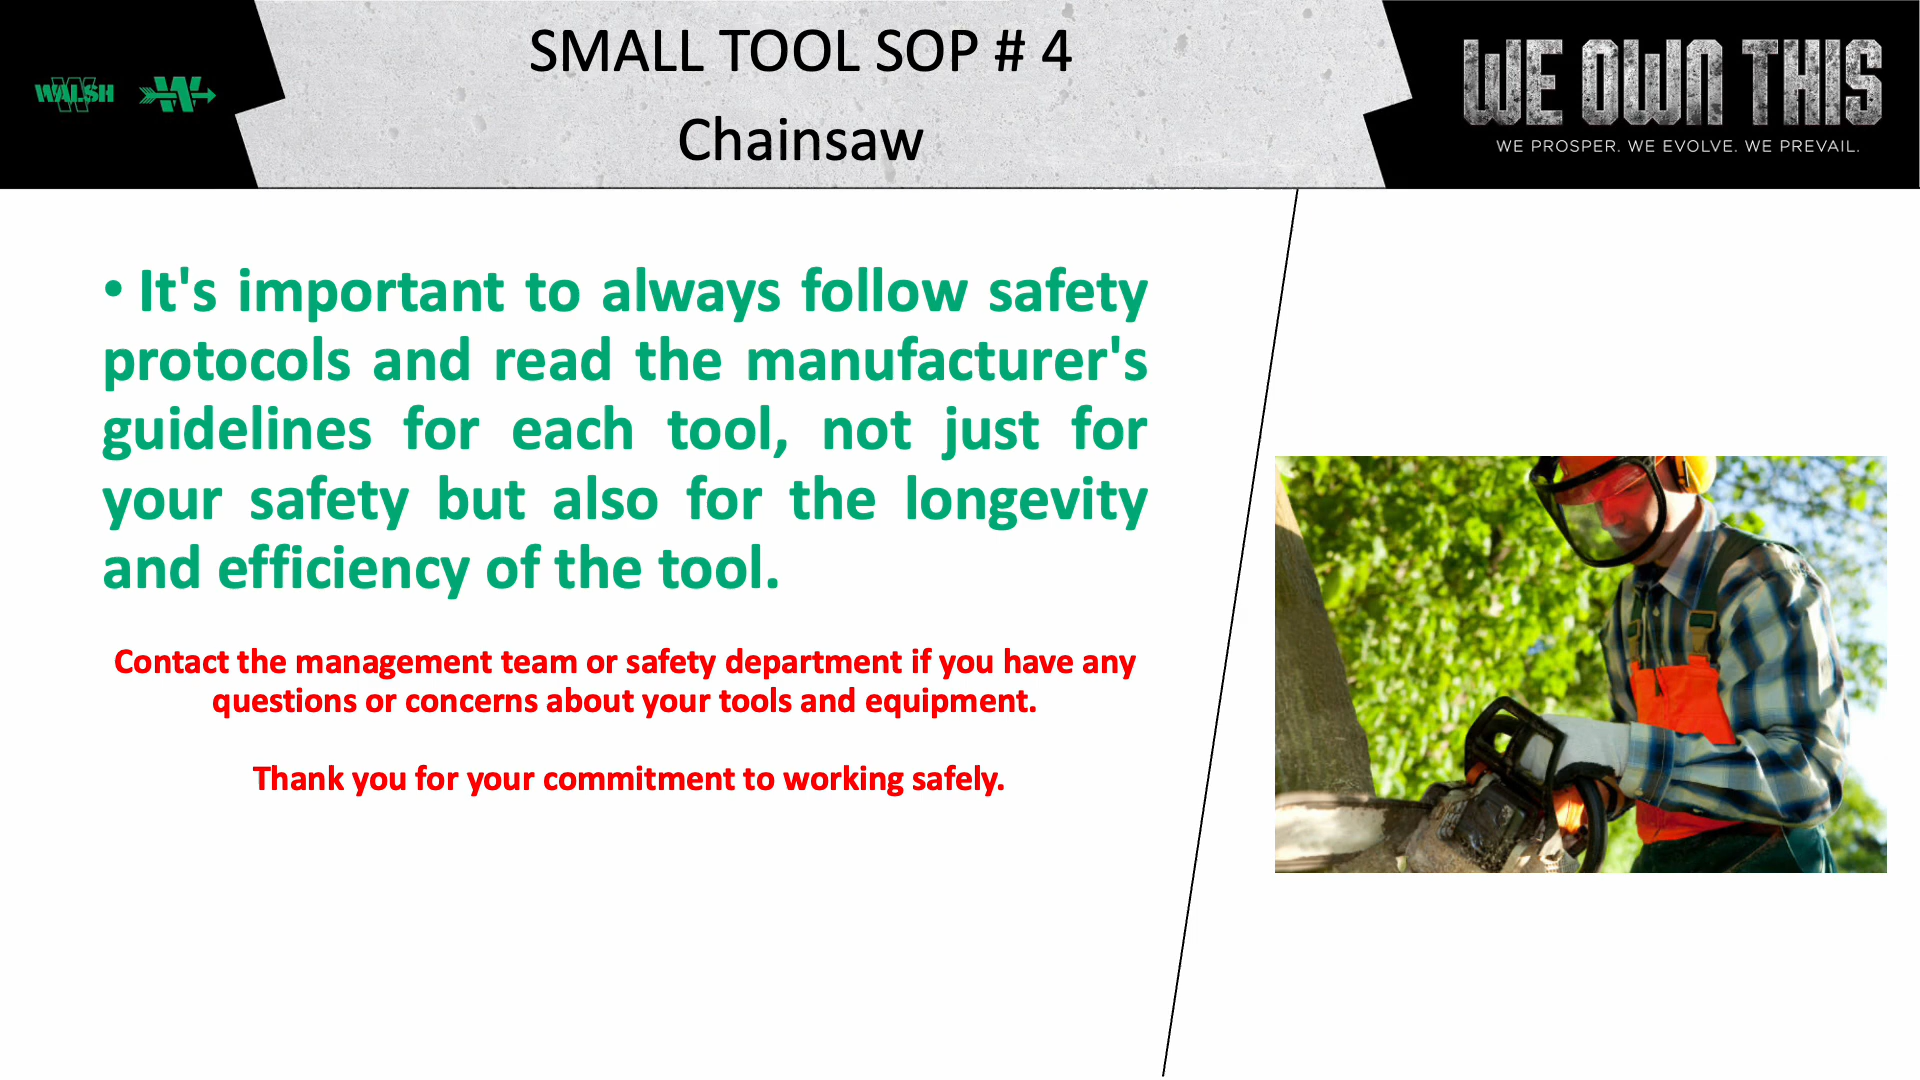 SMALL TOOL SOP # 4
Chainsaw
WALSH
W
WE OWN THIS
WE PROSPER. WE EVOLVE. WE PREVAIL.
• It's important to always follow safety
protocols and read the manufacturer's
guidelines for each tool, not just for
your safety but also for the longevity
and efficiency of the tool.
Contact the management team or safety department if you have any
questions or concerns about your tools and equipment.
Thank you for your commitment to working safely.